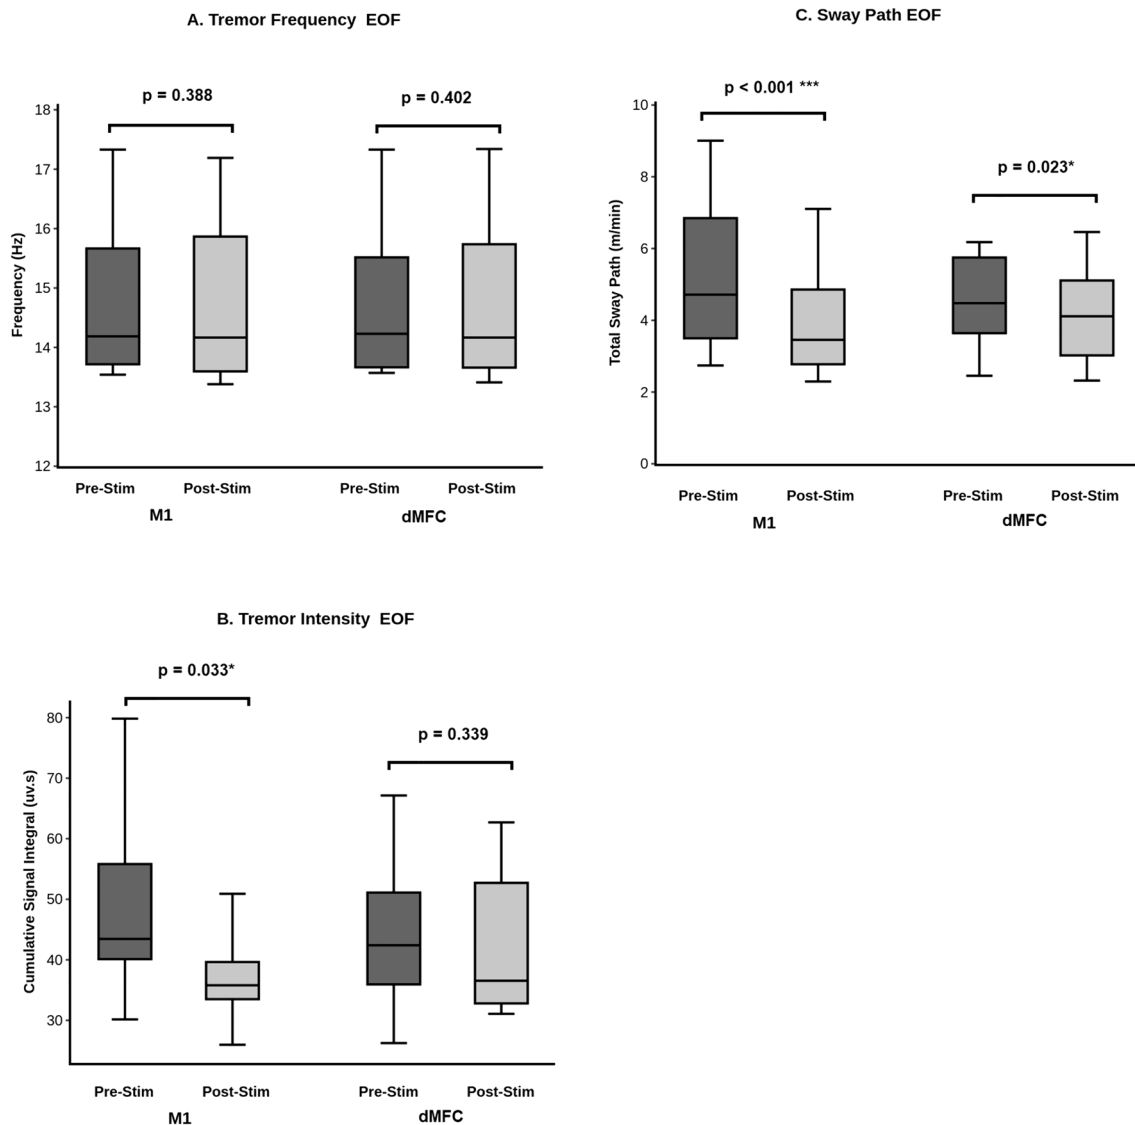 A. Tremor Frequency EOF
p = 0.388
p = 0.402
18
17
16
15
14
13
12
Frequency (Hz)
Pre-Stim
Post-Stim
Pre-Stim
Post-Stim
M1
dMFC
C. Sway Path EOF
p < 0.001 ***
p = 0.023*
10
8
6
4
2
0
Total Sway Path (m/min)
Pre-Stim
Post-Stim
Pre-Stim
Post-Stim
M1
dMFC
B. Tremor Intensity EOF
p = 0.033*
p = 0.339
80
70
60
50
40
30
Cumulative Signal Integral (uv.s)
Pre-Stim
Post-Stim
Pre-Stim
Post-Stim
M1
dMFC